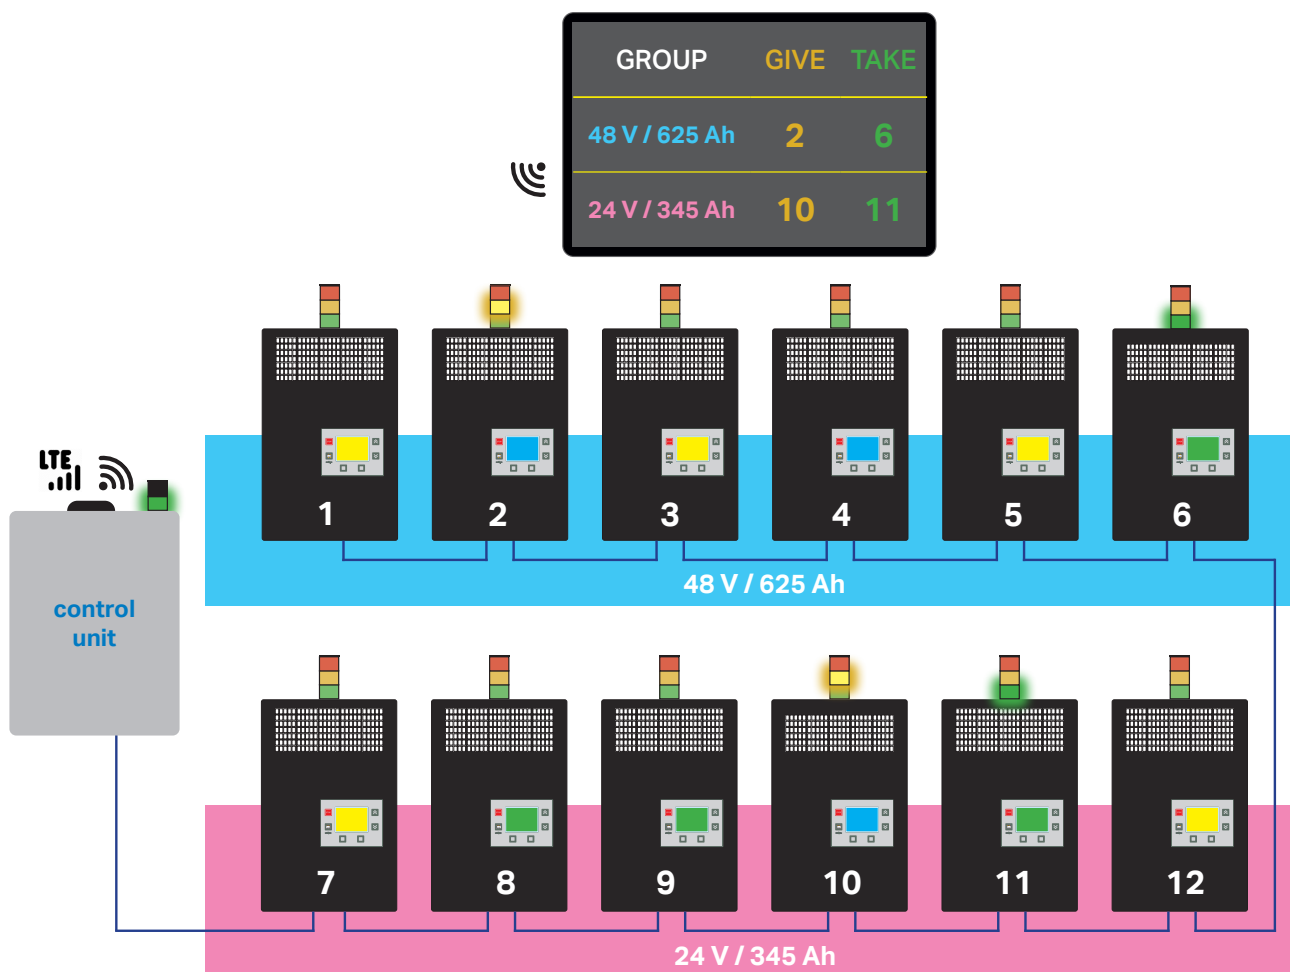 GROUP GIVE TAKE
48 V / 625 Ah 2 6
24 V / 345 Ah 10 11
LTE
1 2 3 4 5 6
48 V / 625 Ah
control
unit
7 8 9 10 11 12
24 V / 345 Ah